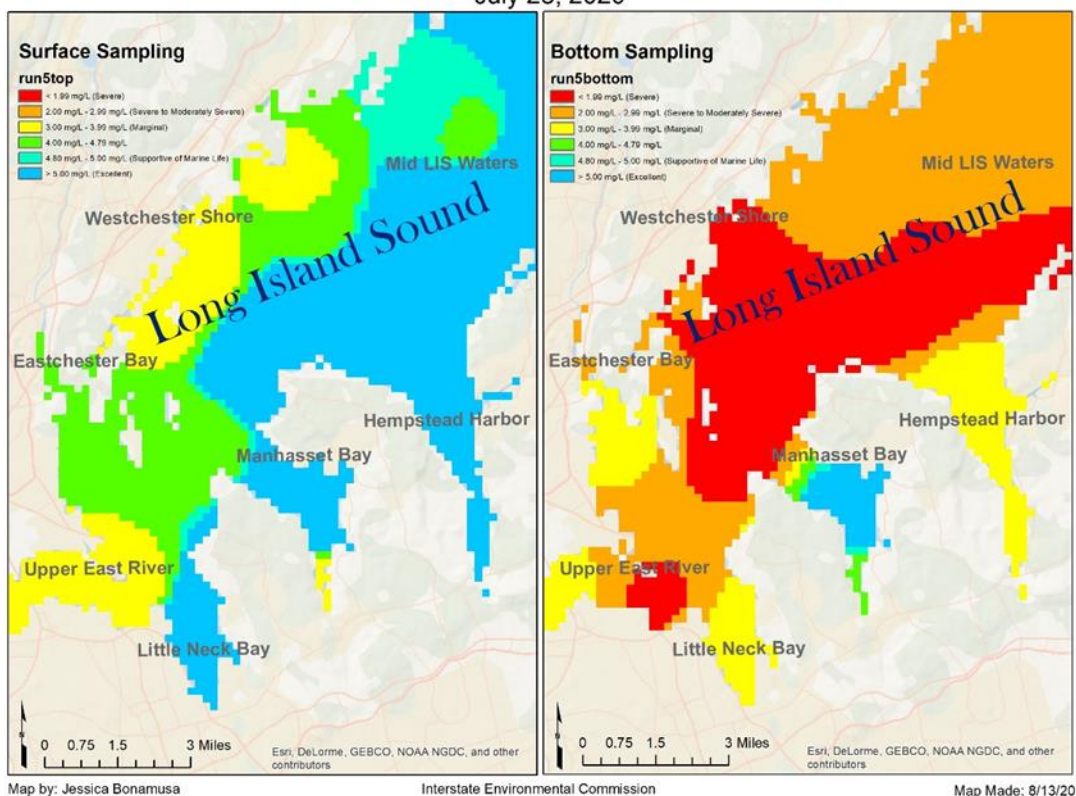 Surface Sampling
run5top
< 1.99 mg/L (Severe)
2.00 mg/L - 2.99 mg/L (Severe to Moderately Severe)
3.00 mg/L - 3.99 mg/L (Marginal)
4.00 mg/L - 4.79 mg/L
4.80 mg/L - 5.00 mg/L (Supportive of Marine Life)
> 5.00 mg/L (Excellent)
Mid LIS Waters
Westchester Shore
Long Island Sound
Eastchester Bay
Hempstead Harbor
Manhasset Bay
Upper East River
Little Neck Bay
N
0 0.75 1.5 3 Miles
Esri, DeLorme, GEBCO, NOAA NGDC, and other
contributors
Bottom Sampling
run5bottom
< 1.99 mg/L (Severe)
2.00 mg/L - 2.99 mg/L (Severe to Moderately Severe)
3.00 mg/L - 3.99 mg/L (Marginal)
4.00 mg/L - 4.79 mg/L
4.80 mg/L - 5.00 mg/L (Supportive of Marine Life)
> 5.00 mg/L (Excellent)
Mid LIS Waters
Westchester Shore
Long Island Sound
Eastchester Bay
Hempstead Harbor
Manhasset Bay
Upper East River
Little Neck Bay
N
0 0.75 1.5 3 Miles
Esri, DeLorme, GEBCO, NOAA NGDC, and other
contributors
Map by: Jessica Bonamusa
Interstate Environmental Commission
Map Made: 8/13/20